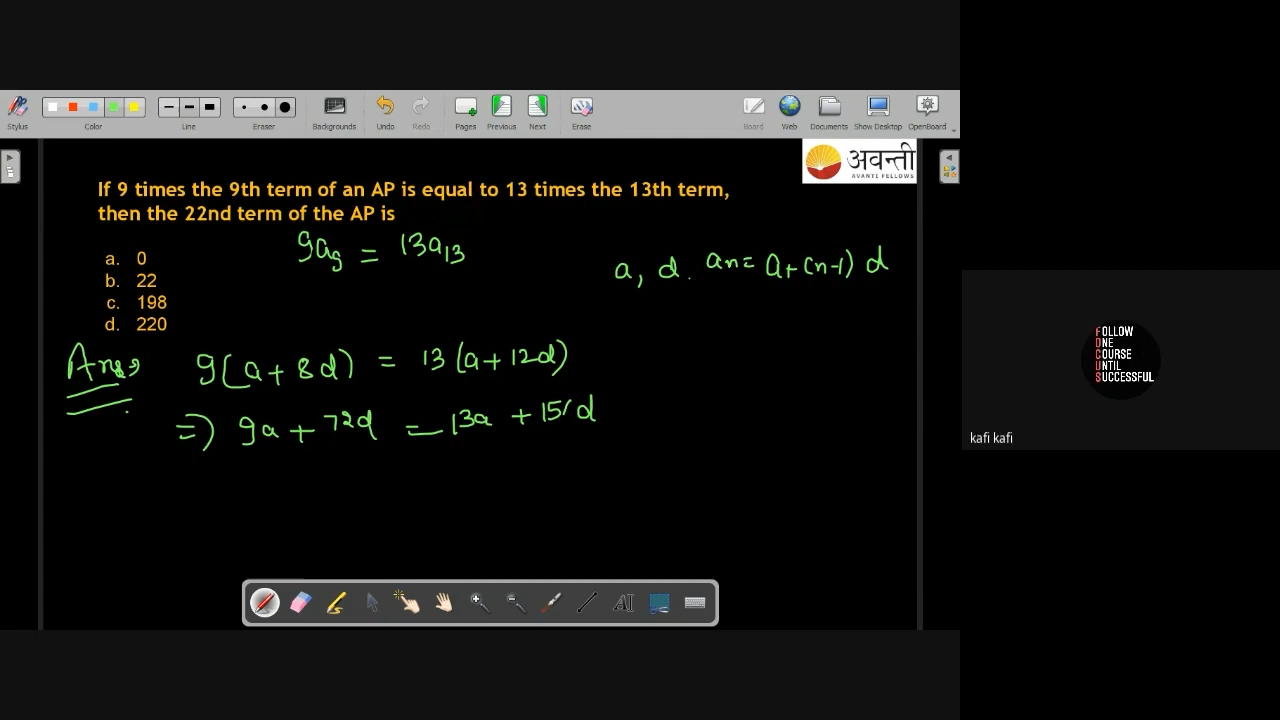 Stylus Color Line Eraser Backgrounds Undo Redo Pages Previous Next Erase Board Web Documents Show Desktop OpenBoard
अवन्ती
AVANTI FELLOWS
If 9 times the 9th term of an AP is equal to 13 times the 13th term,
then the 22nd term of the AP is
9a₉ = 13a₁₃
a, d. an = a+(n-1) d
a. 0
b. 22
c. 198
d. 220
Ans
9(a+8d) = 13(a+12d)
=> 9a + 72d = 13a + 156d
FOLLOW
ONE
COURSE
UNTIL
SUCCESSFUL
kafi kafi
AI